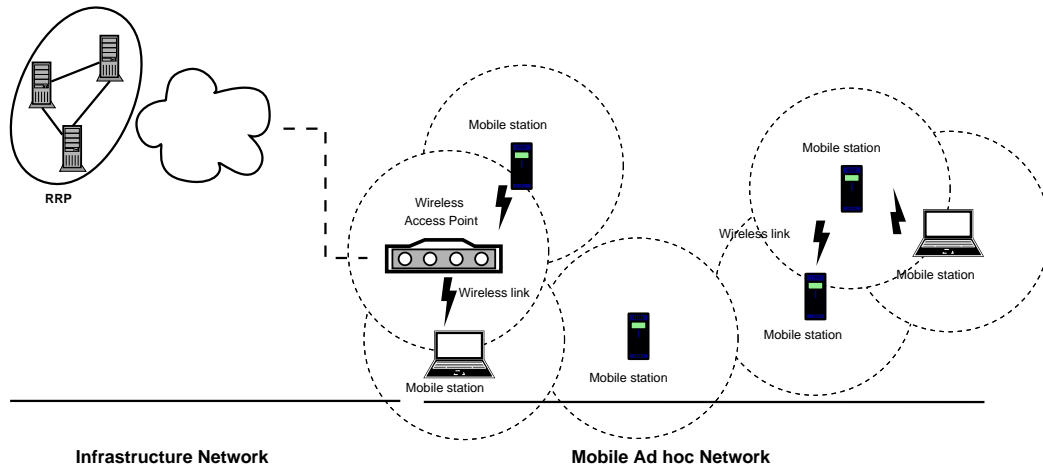 RRP
Mobile station
Wireless
Access Point
Wireless link
Mobile station
Mobile station
Mobile station
Wireless link
Mobile station
Mobile station
Infrastructure Network
Mobile Ad hoc Network